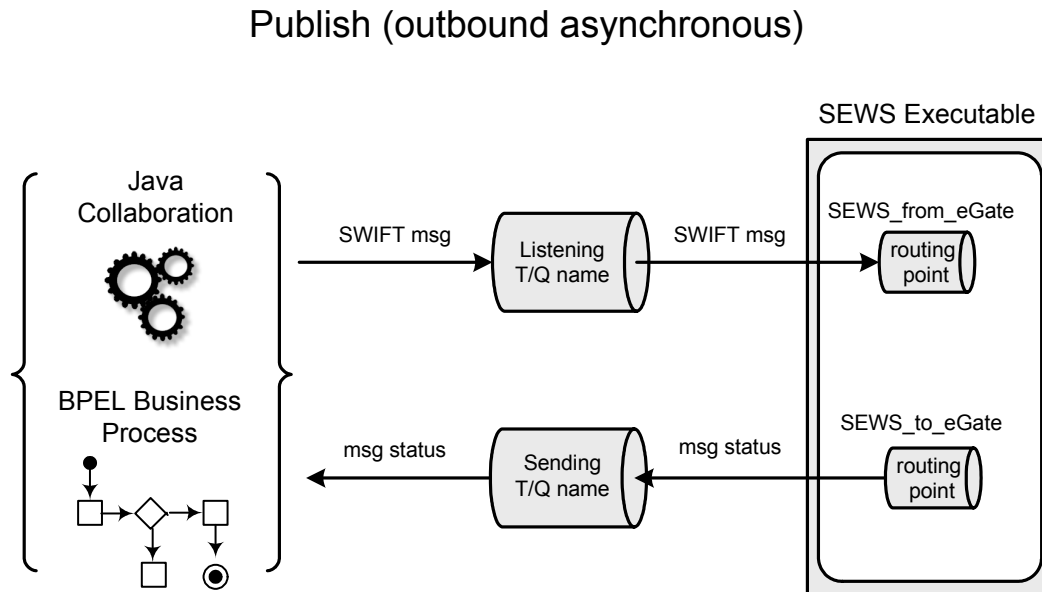 Publish (outbound asynchronous)
SEWS Executable
Java
Collaboration
SWIFT msg
Listening
T/Q name
SWIFT msg
SEWS_from_eGate
routing
point
BPEL Business
Process
msg status
Sending
T/Q name
msg status
SEWS_to_eGate
routing
point